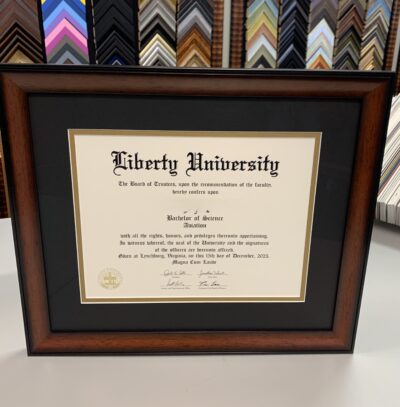 Liberty University
The Board of Trustees, upon the recommendation of the faculty,
hereby confers upon
Bachelor of Science
Aviation
with all the rights, honors, and privileges thereunto appertaining.
In witness whereof, the seal of the University and the signatures
of the officers are hereunto affixed.
Given at Lynchburg, Virginia, on this 15th day of December, 2023
Magna Cum Laude